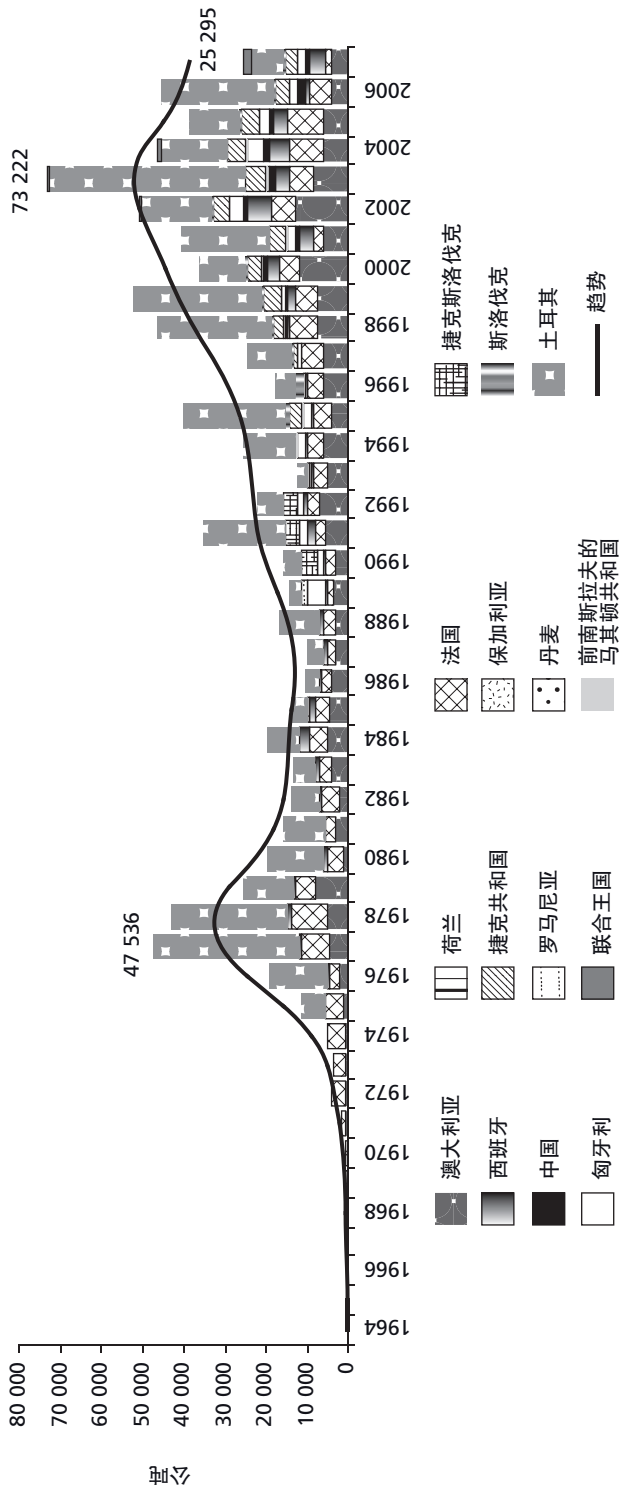 公吨
80 000
70 000
60 000
50 000
40 000
30 000
20 000
10 000
0
47 536
73 222
25 295
1964
1966
1968
1970
1972
1974
1976
1978
1980
1982
1984
1986
1988
1990
1992
1994
1996
1998
2000
2002
2004
2006
澳大利亚
荷兰
法国
捷克斯洛伐克
西班牙
捷克共和国
保加利亚
斯洛伐克
中国
罗马尼亚
丹麦
土耳其
匈牙利
联合王国
前南斯拉夫的
马其顿共和国
趋势